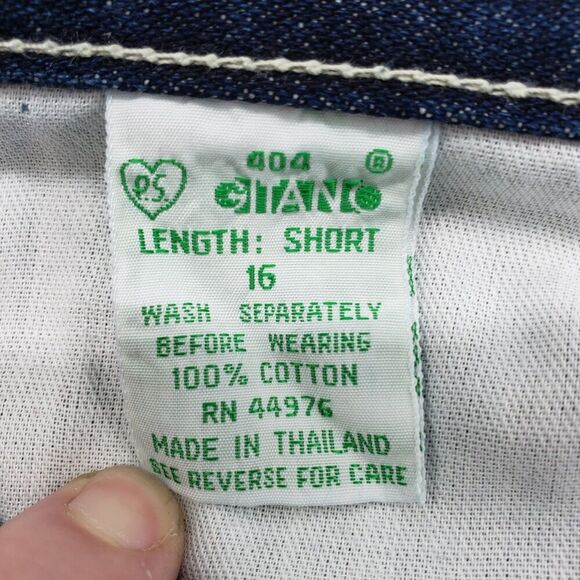 404 ®
P.S. GITANO
LENGTH: SHORT
16
WASH SEPARATELY
BEFORE WEARING
100% COTTON
RN 44976
MADE IN THAILAND
SEE REVERSE FOR CARE